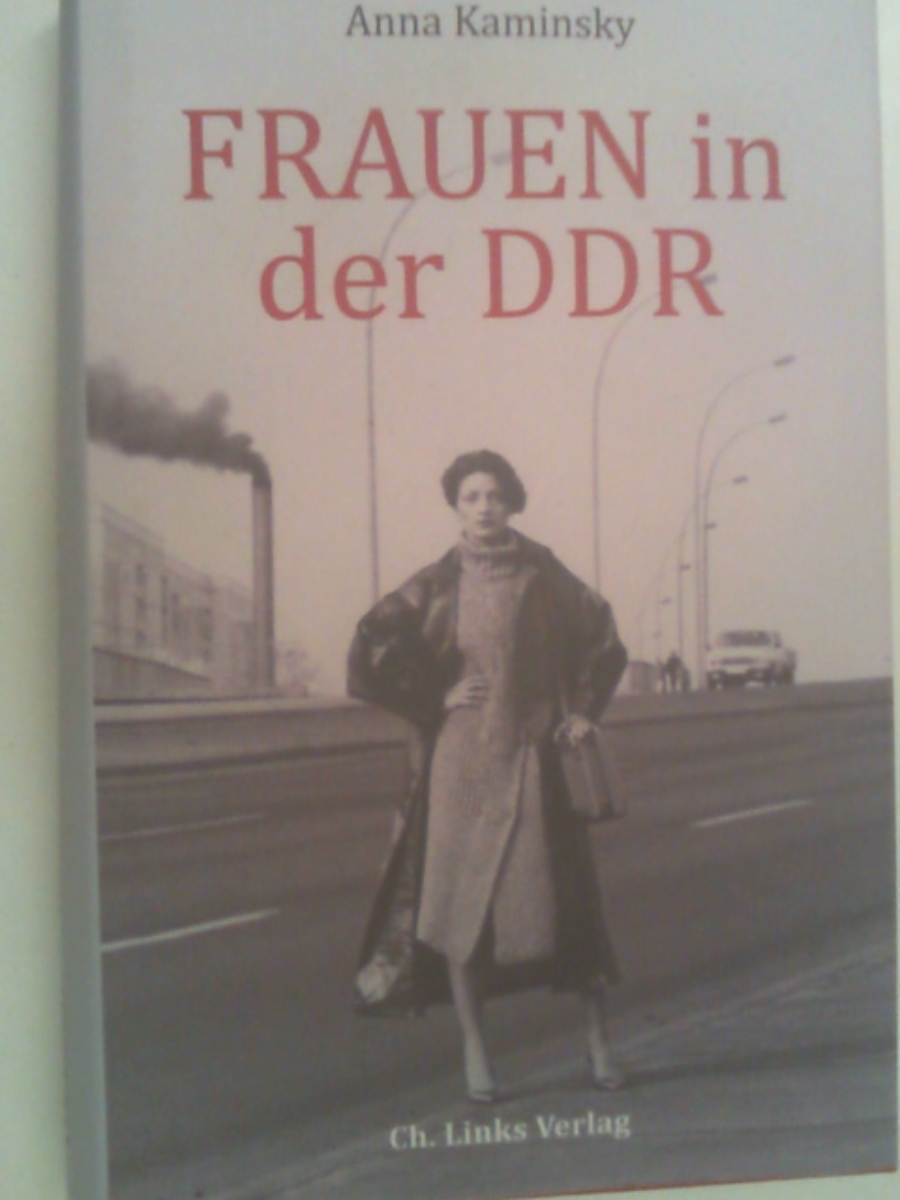 Anna Kaminsky
FRAUEN in
der DDR
Ch. Links Verlag